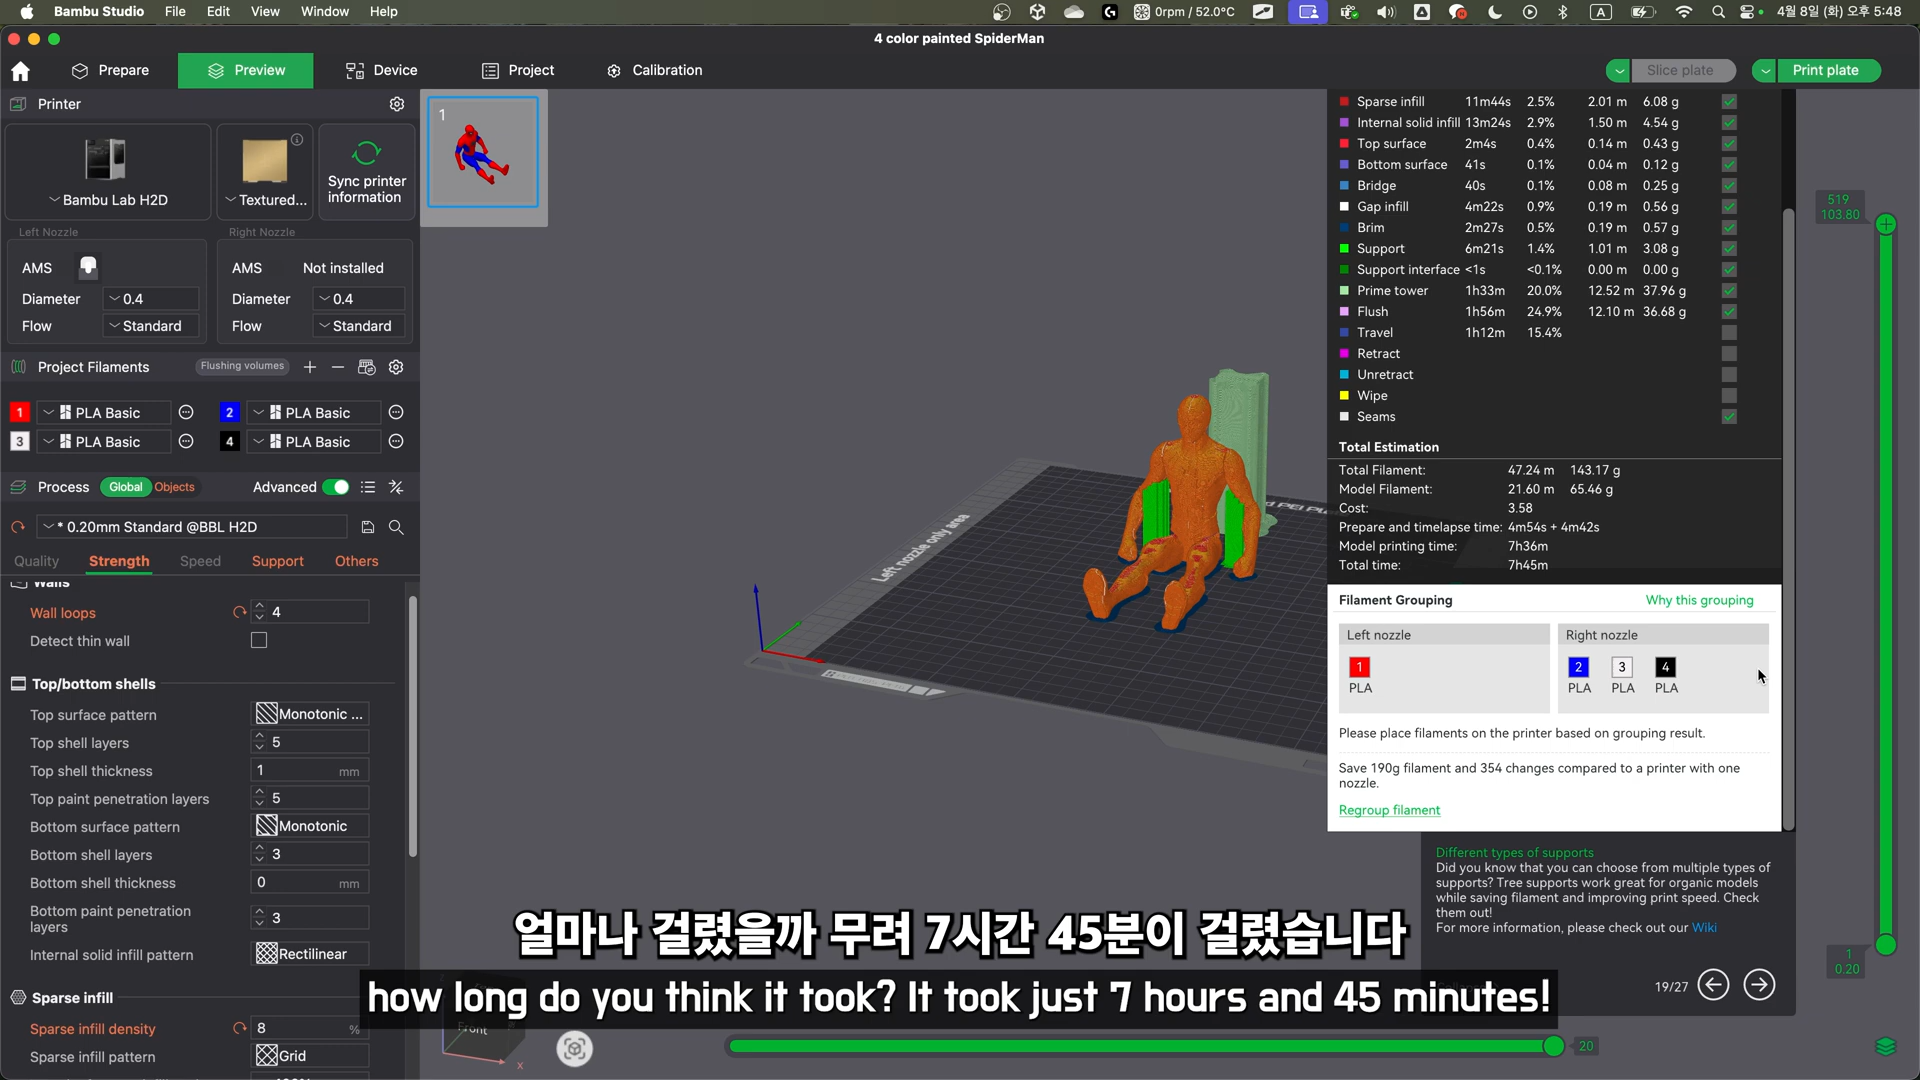 Bambu Studio File Edit View Window Help
0rpm / 52.0°C A 4월 8일 (화) 오후 5:48
4 color painted SpiderMan
Prepare Preview Device Project Calibration Slice plate Print plate
Printer
1
Bambu Lab H2D
Textured...
Sync printer
information
Left Nozzle Right Nozzle
AMS AMS Not installed
Diameter 0.4 Diameter 0.4
Flow Standard Flow Standard
Project Filaments Flushing volumes
1 PLA Basic 2 PLA Basic
3 PLA Basic 4 PLA Basic
Process Global Objects Advanced
* 0.20mm Standard @BBL H2D
Quality Strength Speed Support Others
Walls
Wall loops 4
Detect thin wall
Top/bottom shells
Top surface pattern Monotonic ...
Top shell layers 5
Top shell thickness 1 mm
Top paint penetration layers 5
Bottom surface pattern Monotonic
Bottom shell layers 3
Bottom shell thickness 0 mm
Bottom paint penetration
layers 3
Internal solid infill pattern Rectilinear
Sparse infill
Sparse infill density 8 %
Sparse infill pattern Grid
Left nozzle only area
Sparse infill 11m44s 2.5% 2.01 m 6.08 g
Internal solid infill 13m24s 2.9% 1.50 m 4.54 g
Top surface 2m4s 0.4% 0.14 m 0.43 g
Bottom surface 41s 0.1% 0.04 m 0.12 g
Bridge 40s 0.1% 0.08 m 0.25 g
Gap infill 4m22s 0.9% 0.19 m 0.56 g
Brim 2m27s 0.5% 0.19 m 0.57 g
Support 6m21s 1.4% 1.01 m 3.08 g
Support interface <1s <0.1% 0.00 m 0.00 g
Prime tower 1h33m 20.0% 12.52 m 37.96 g
Flush 1h56m 24.9% 12.10 m 36.68 g
Travel 1h12m 15.4%
Retract
Unretract
Wipe
Seams
Total Estimation
Total Filament: 47.24 m 143.17 g
Model Filament: 21.60 m 65.46 g
Cost: 3.58
Prepare and timelapse time: 4m54s + 4m42s
Model printing time: 7h36m
Total time: 7h45m
Filament Grouping Why this grouping
Left nozzle Right nozzle
1 2 3 4
PLA PLA PLA PLA
Please place filaments on the printer based on grouping result.
Save 190g filament and 354 changes compared to a printer with one
nozzle.
Regroup filament
519
103.80
Different types of supports
Did you know that you can choose from multiple types of
supports? Tree supports work great for organic models
while saving filament and improving print speed. Check
them out!
For more information, please check out our Wiki
1
0.20
19/27
얼마나 걸렸을까 무려 7시간 45분이 걸렸습니다
how long do you think it took? It took just 7 hours and 45 minutes!
Front
x
20